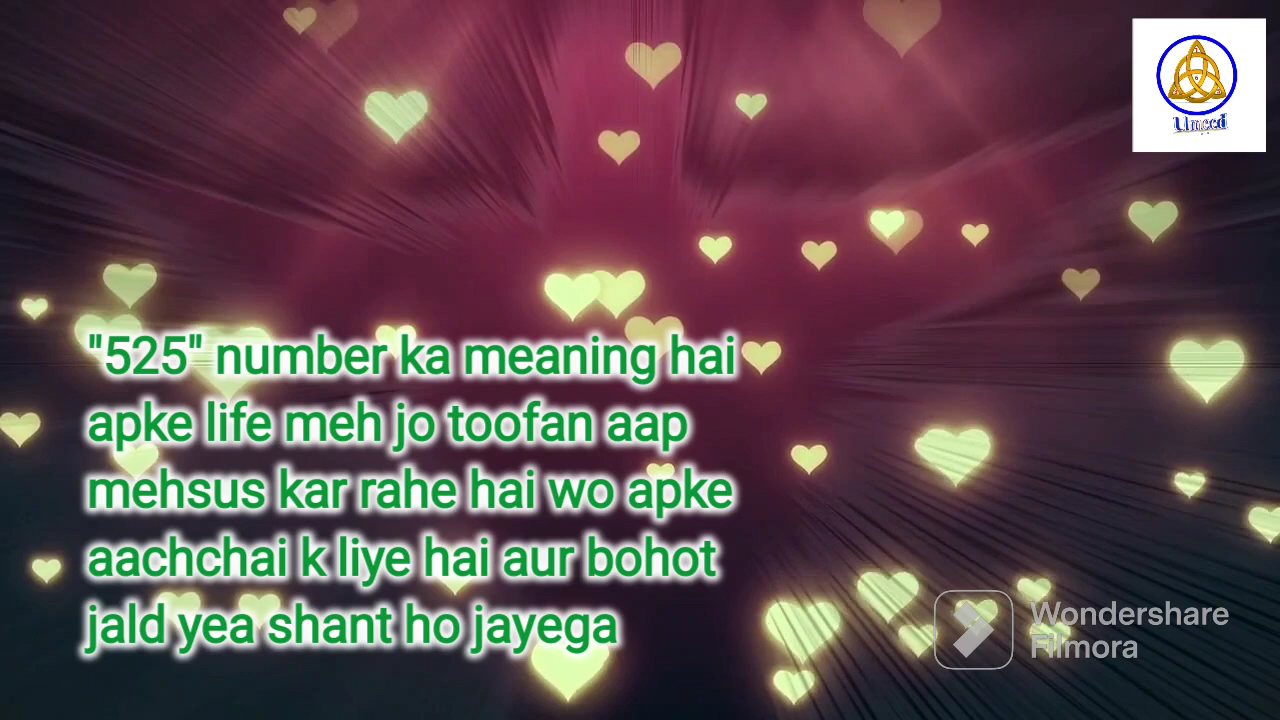 Umeed
"525" number ka meaning hai
apke life meh jo toofan aap
mehsus kar rahe hai wo apke
aachchai k liye hai aur bohot
jald yea shant ho jayega
Wondershare
Filmora